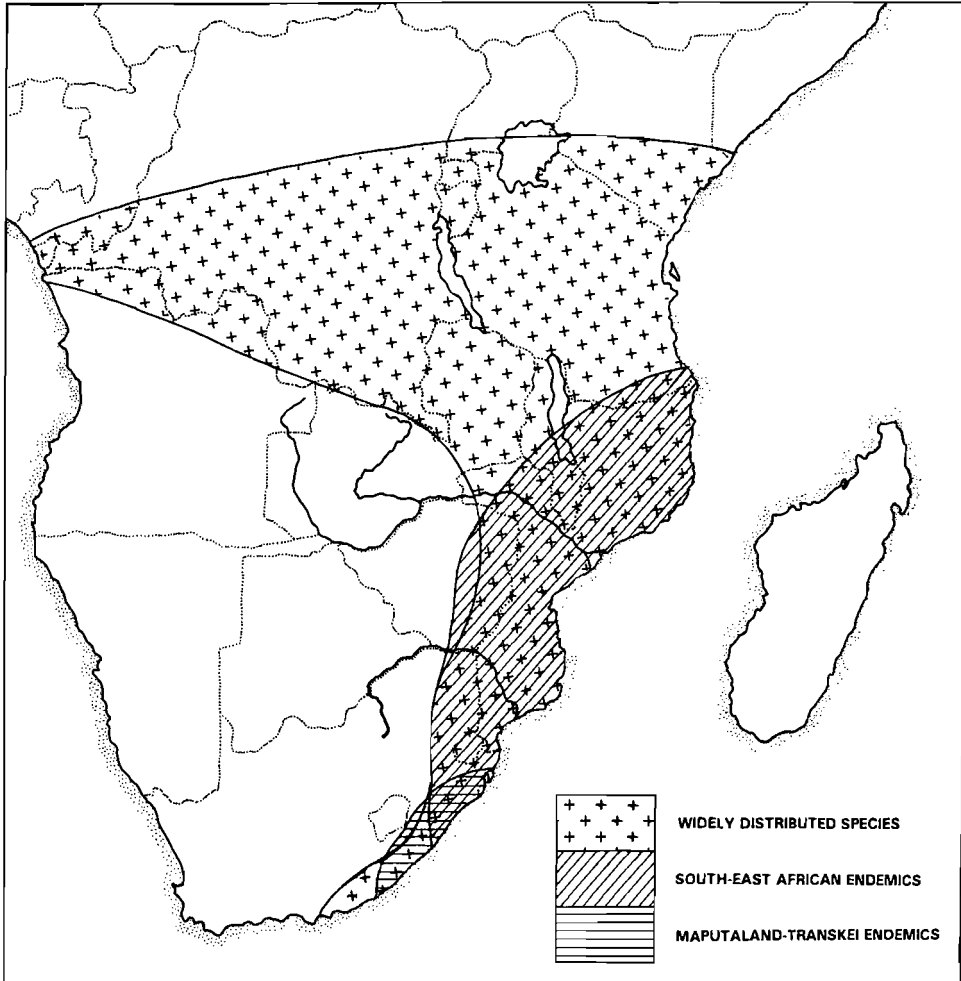 WIDELY DISTRIBUTED SPECIES
SOUTH-EAST AFRICAN ENDEMICS
MAPUTALAND-TRANSKEI ENDEMICS